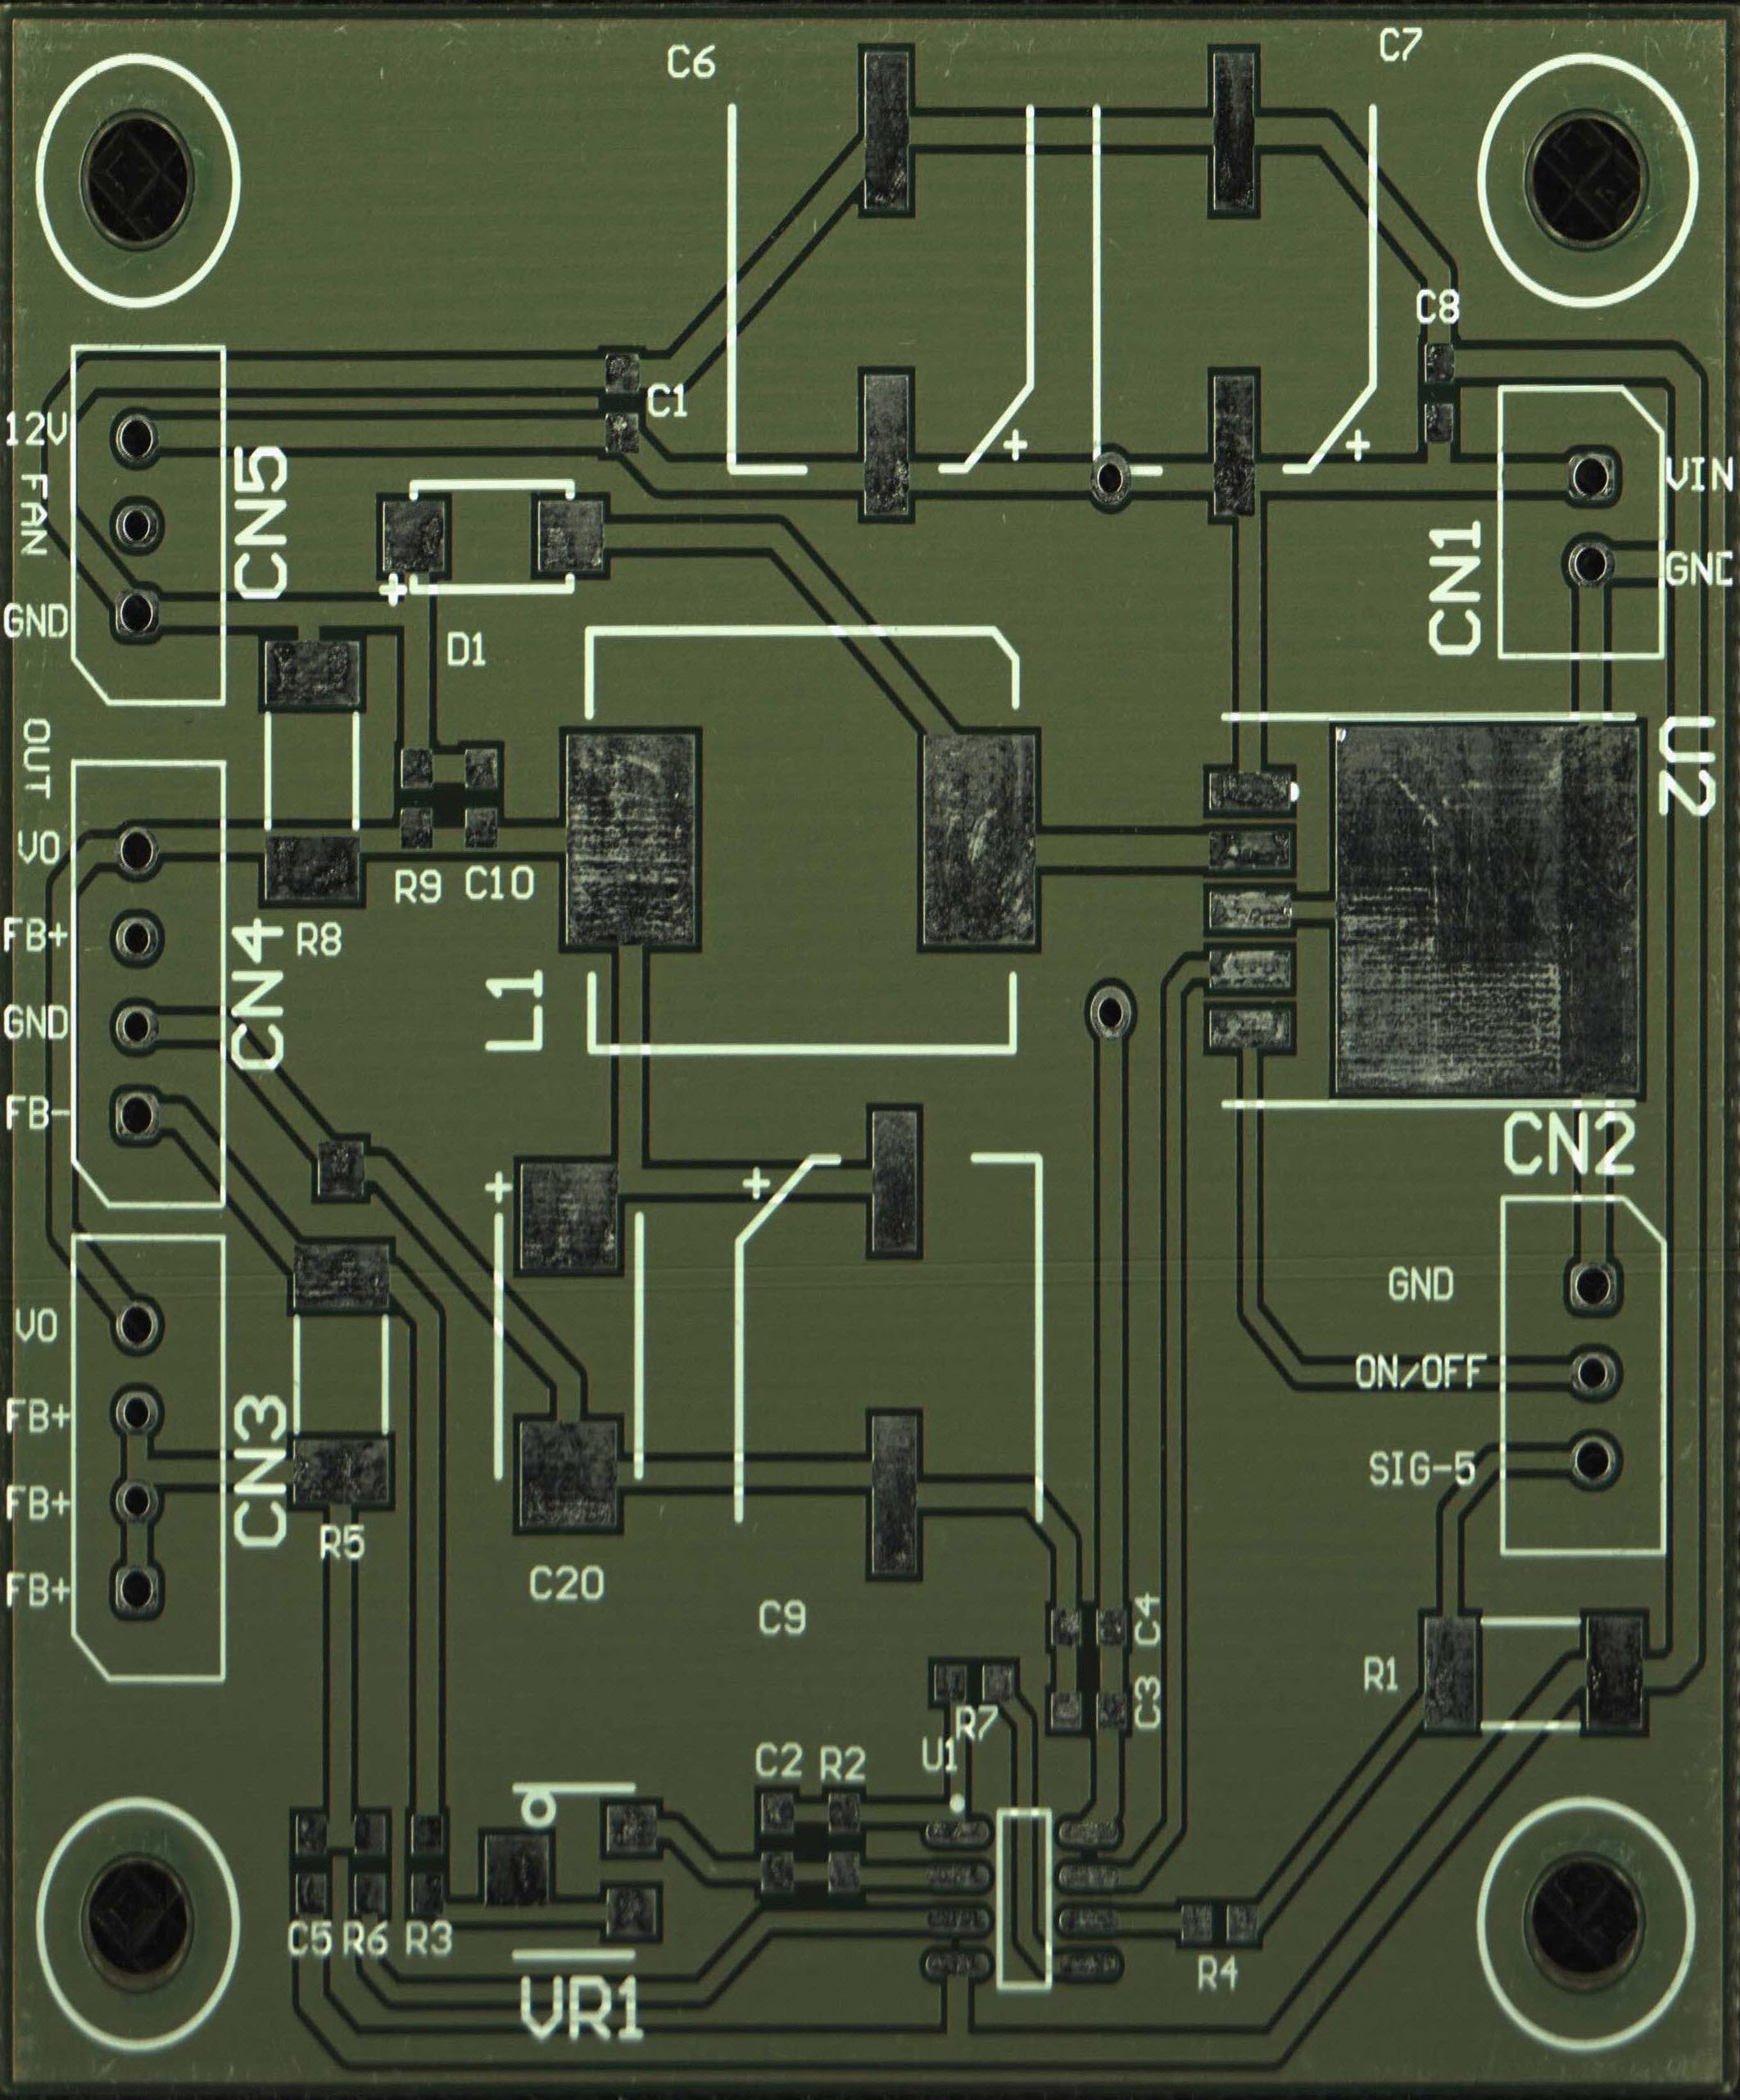 C6
C7
C8
C1
12V
FAN
GND
CN5
VIN
GND
CN1
D1
OUT
U2
VO
FB+
GND
FB-
R9
C10
R8
CN4
L1
CN2
VO
FB+
FB+
FB+
CN3
R5
GND
ON/OFF
SIG-5
+
+
+
+
+
C20
C9
C4
C3
R1
R7
U1
C2
R2
C5
R6
R3
R4
VR1